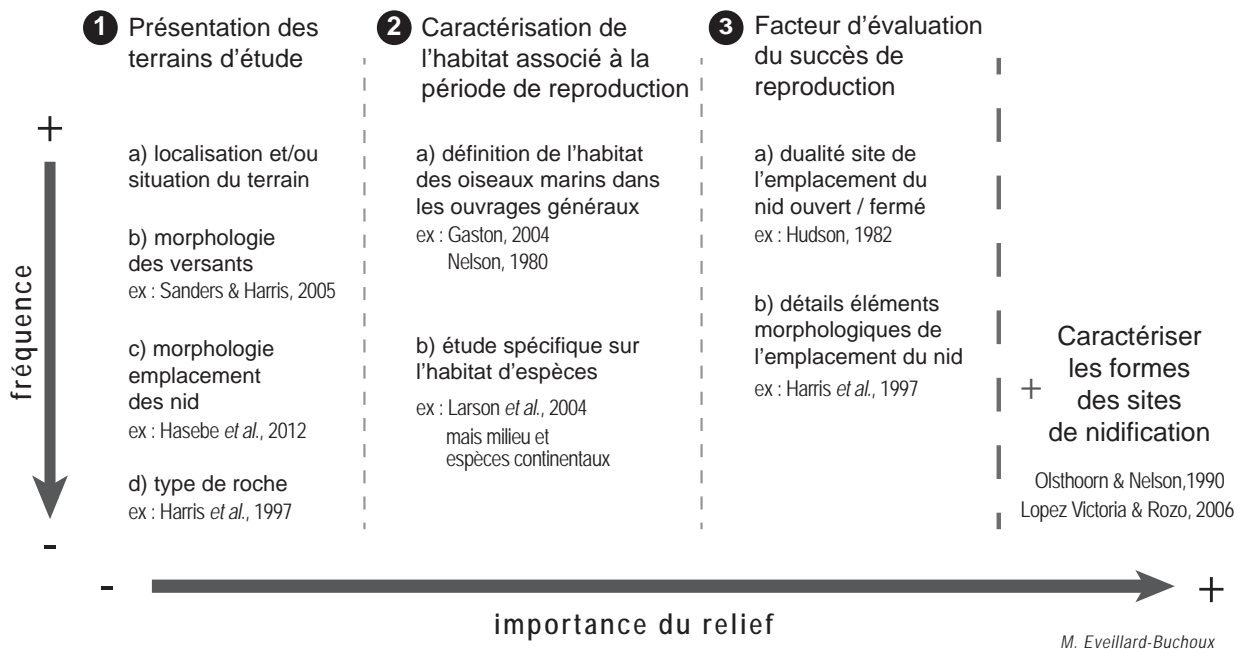 1 Présentation des
terrains d'étude
a) localisation et/ou
situation du terrain
b) morphologie
des versants
ex : Sanders & Harris, 2005
c) morphologie
emplacement
des nid
ex : Hasebe et al., 2012
d) type de roche
ex : Harris et al., 1997
2 Caractérisation de
l'habitat associé à la
période de reproduction
a) définition de l'habitat
des oiseaux marins dans
les ouvrages généraux
ex : Gaston, 2004
Nelson, 1980
b) étude spécifique sur
l'habitat d'espèces
ex : Larson et al., 2004
mais milieu et
espèces continentaux
3 Facteur d'évaluation
du succès de
reproduction
a) dualité site de
l'emplacement du
nid ouvert / fermé
ex : Hudson, 1982
b) détails éléments
morphologiques de
l'emplacement du nid
ex : Harris et al., 1997
+
Caractériser
les formes
des sites
de nidification
Olsthoorn & Nelson,1990
Lopez Victoria & Rozo, 2006
+
fréquence
-
-
+
importance du relief
M. Eveillard-Buchoux